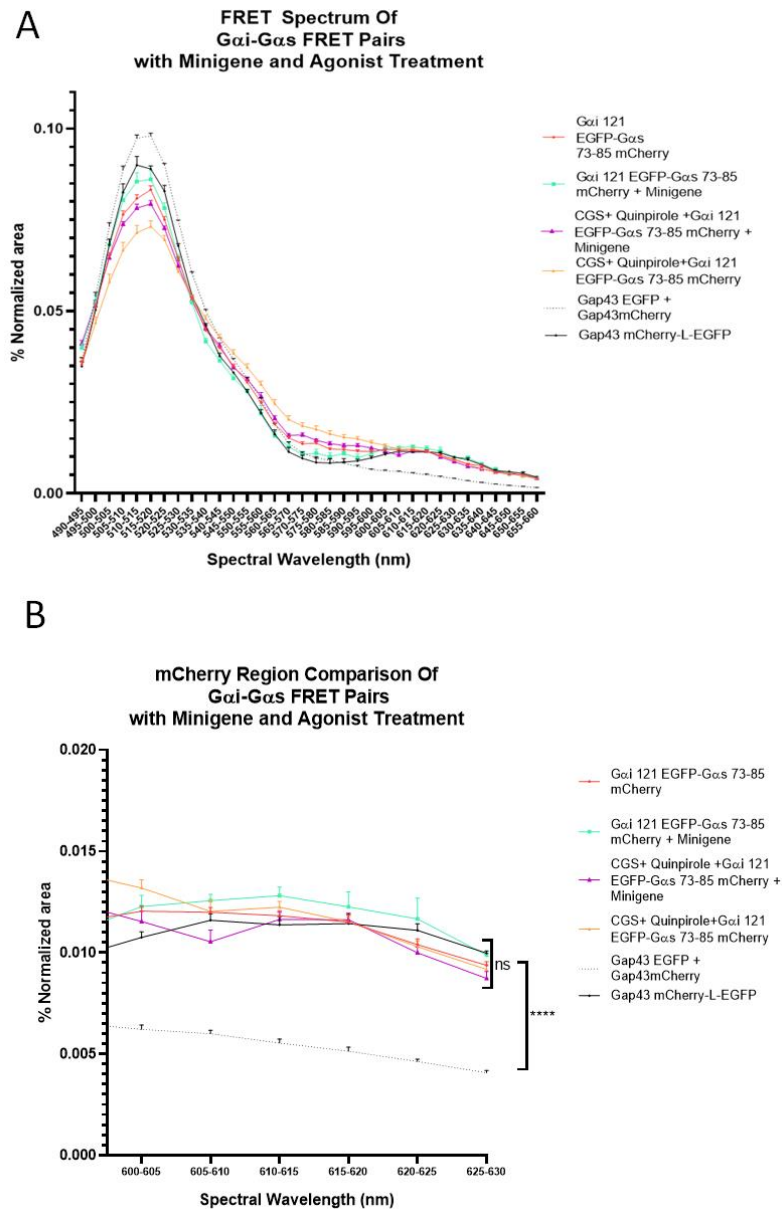 A
FRET Spectrum Of
Gαi-Gαs FRET Pairs
with Minigene and Agonist Treatment
0.10
0.05
0.00
% Normalized area
490-495
495-500
500-505
505-510
510-515
515-520
520-525
525-530
530-535
535-540
540-545
545-550
550-555
555-560
560-565
565-570
570-575
575-580
580-585
585-590
590-595
595-600
600-605
605-610
610-615
615-620
620-625
625-630
630-635
635-640
640-645
645-650
650-655
655-660
Spectral Wavelength (nm)
Gαi 121
EGFP-Gαs
73-85 mCherry
Gαi 121 EGFP-Gαs 73-85
mCherry + Minigene
CGS+ Quinpirole +Gαi 121
EGFP-Gαs 73-85 mCherry +
Minigene
CGS+ Quinpirole+Gαi 121
EGFP-Gαs 73-85 mCherry
Gap43 EGFP +
Gap43mCherry
Gap43 mCherry-L-EGFP
B
mCherry Region Comparison Of
Gαi-Gαs FRET Pairs
with Minigene and Agonist Treatment
0.020
0.015
0.010
0.005
0.000
% Normalized area
600-605
605-610
610-615
615-620
620-625
625-630
Spectral Wavelength (nm)
ns
****
Gαi 121 EGFP-Gαs 73-85
mCherry
Gαi 121 EGFP-Gαs 73-85
mCherry + Minigene
CGS+ Quinpirole +Gαi 121
EGFP-Gαs 73-85 mCherry +
Minigene
CGS+ Quinpirole+Gαi 121
EGFP-Gαs 73-85 mCherry
Gap43 EGFP +
Gap43mCherry
Gap43 mCherry-L-EGFP